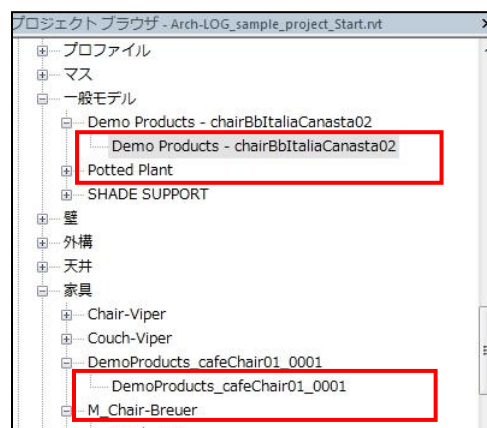 プロジェクト ブラウザ - Arch-LOG_sample_project_Start.rvt
プロファイル
マス
一般モデル
Demo Products - chairBbItaliaCanasta02
Demo Products - chairBbItaliaCanasta02
Potted Plant
SHADE SUPPORT
壁
外構
天井
家具
Chair-Viper
Couch-Viper
DemoProducts_cafeChair01_0001
DemoProducts_cafeChair01_0001
M_Chair-Breuer